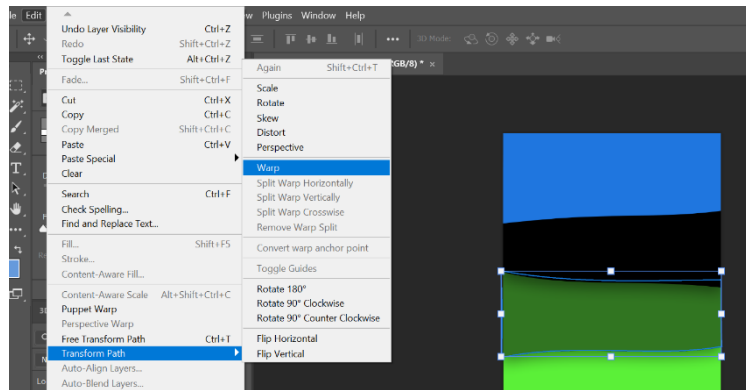 le Edit
w Plugins Window Help
3D Mode:
GB/8) * ×
Undo Layer Visibility Ctrl+Z
Redo Shift+Ctrl+Z
Toggle Last State Alt+Ctrl+Z
Fade... Shift+Ctrl+F
Cut Ctrl+X
Copy Ctrl+C
Copy Merged Shift+Ctrl+C
Paste Ctrl+V
Paste Special
Clear
Search Ctrl+F
Check Spelling...
Find and Replace Text...
Fill... Shift+F5
Stroke...
Content-Aware Fill...
Content-Aware Scale Alt+Shift+Ctrl+C
Puppet Warp
Perspective Warp
Free Transform Path Ctrl+T
Transform Path
Auto-Align Layers...
Auto-Blend Layers...
Again Shift+Ctrl+T
Scale
Rotate
Skew
Distort
Perspective
Warp
Split Warp Horizontally
Split Warp Vertically
Split Warp Crosswise
Remove Warp Split
Convert warp anchor point
Toggle Guides
Rotate 180°
Rotate 90° Clockwise
Rotate 90° Counter Clockwise
Flip Horizontal
Flip Vertical